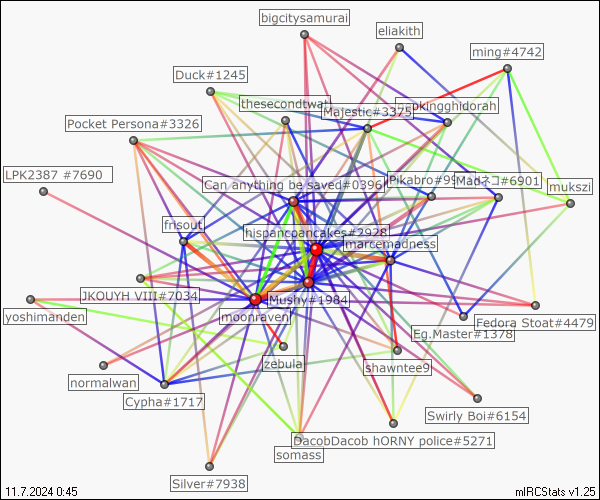 bigcitysamurai
eliakith
ming#4742
Duck#1245
thesecondtwat
Majestic#3375
kingghidorah
Pocket Persona#3326
LPK2387 #7690
Can anything be saved#0396
Pikabro#99
Madネコ#6901
mukszi
frisout
hispancpancakes#2928
marcemadness
JKOUYH VIII#7034
Mushy#1984
yoshimanden
moonraven
Eg.Master#1378
Fedora Stoat#4479
zebula
shawntee9
normalwan
Cypha#1717
Swirly Boi#6154
DacobDacob hORNY police#5271
somass
Silver#7938
11.7.2024 0:45
mIRCStats v1.25